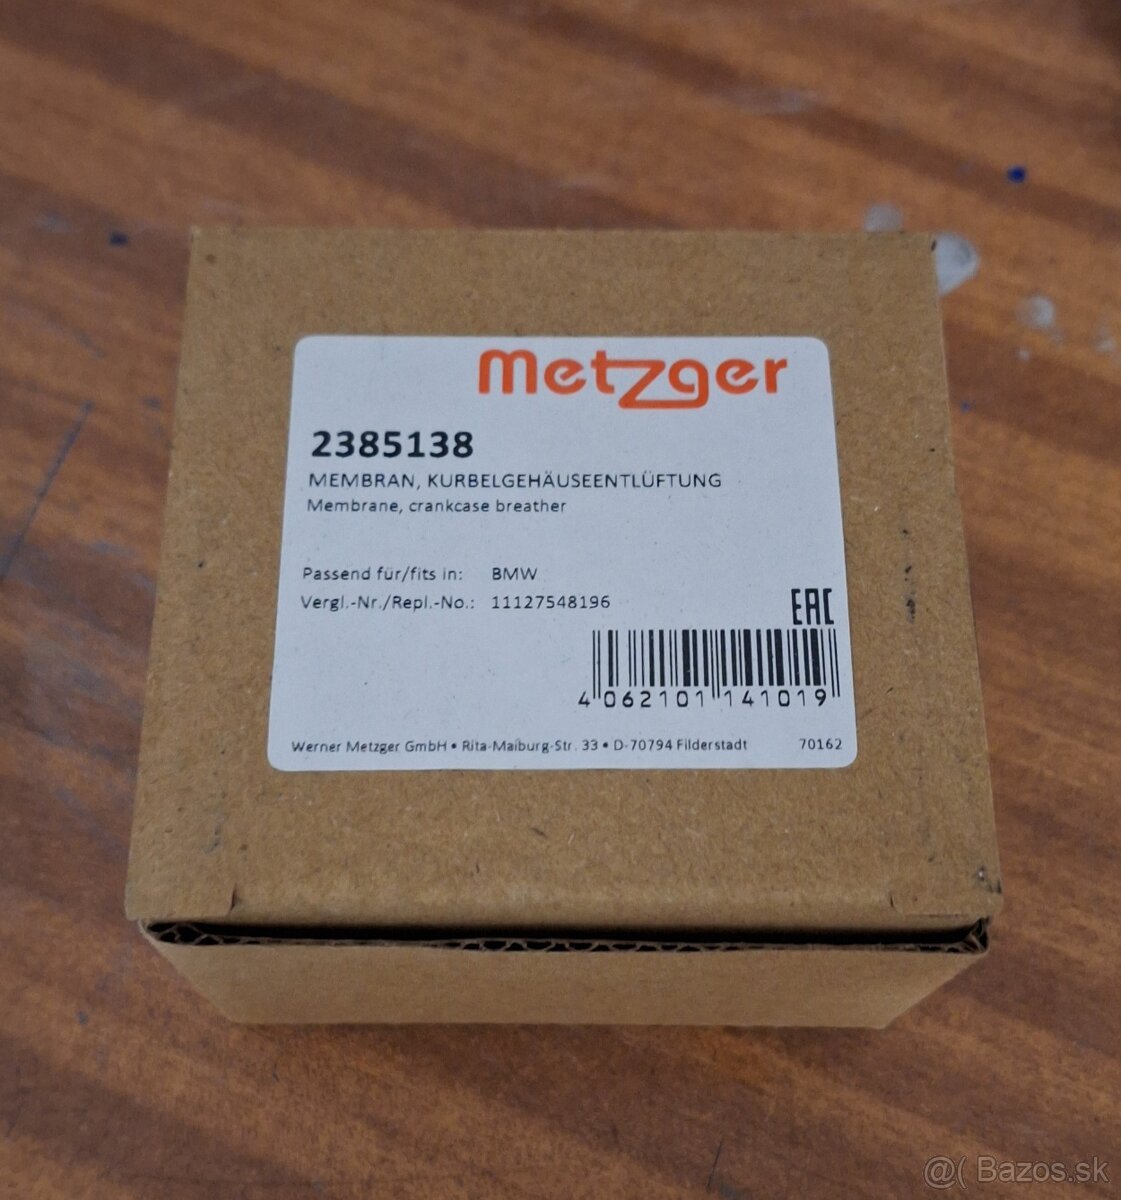 Metzger
2385138
MEMBRAN, KURBELGEHÄUSEENTLÜFTUNG
Membrane, crankcase breather
Passend für/fits in: BMW
Vergl.-Nr./Repl.-No.: 11127548196
EAC
4 062101 141019
Werner Metzger GmbH • Rita-Maiburg-Str. 33 • D-70794 Filderstadt 70162
@( Bazos.sk